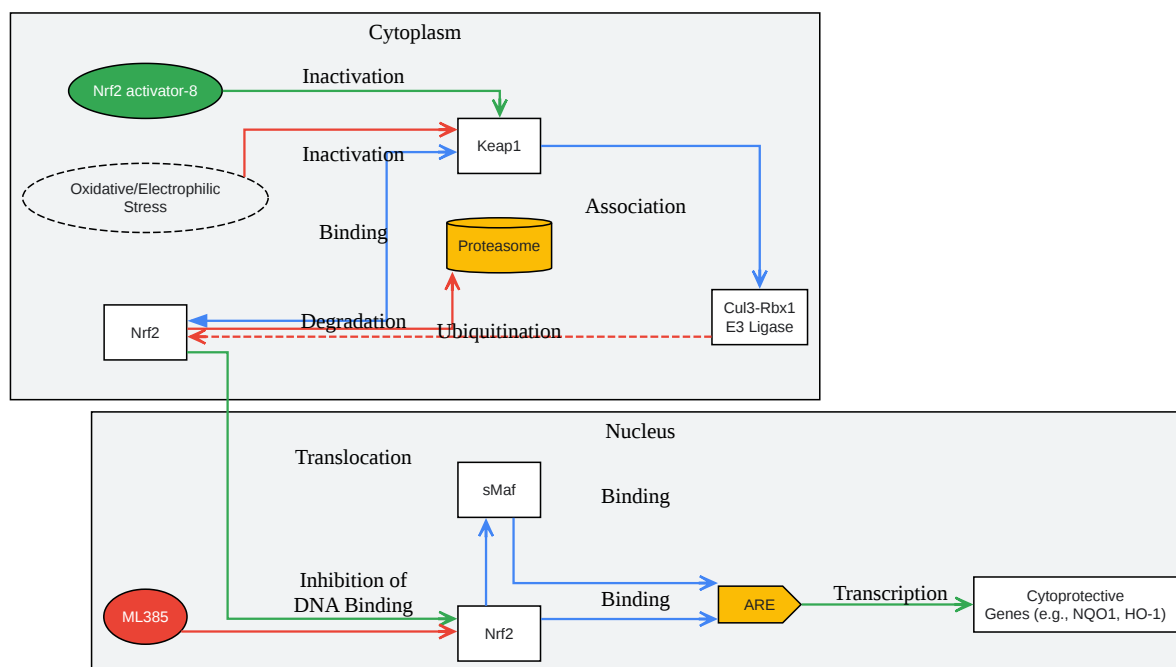 Cytoplasm
Inactivation
Nrf2 activator-8
Keap1
Inactivation
Oxidative/Electrophilic
Stress
Association
Binding
Proteasome
Cul3-Rbx1
E3 Ligase
Degradation
Ubiquitination
Nrf2
Nucleus
Translocation
sMaf
Binding
Inhibition of
DNA Binding
Binding
Transcription
ARE
Cytoprotective
Genes (e.g., NQO1, HO-1)
ML385
Nrf2